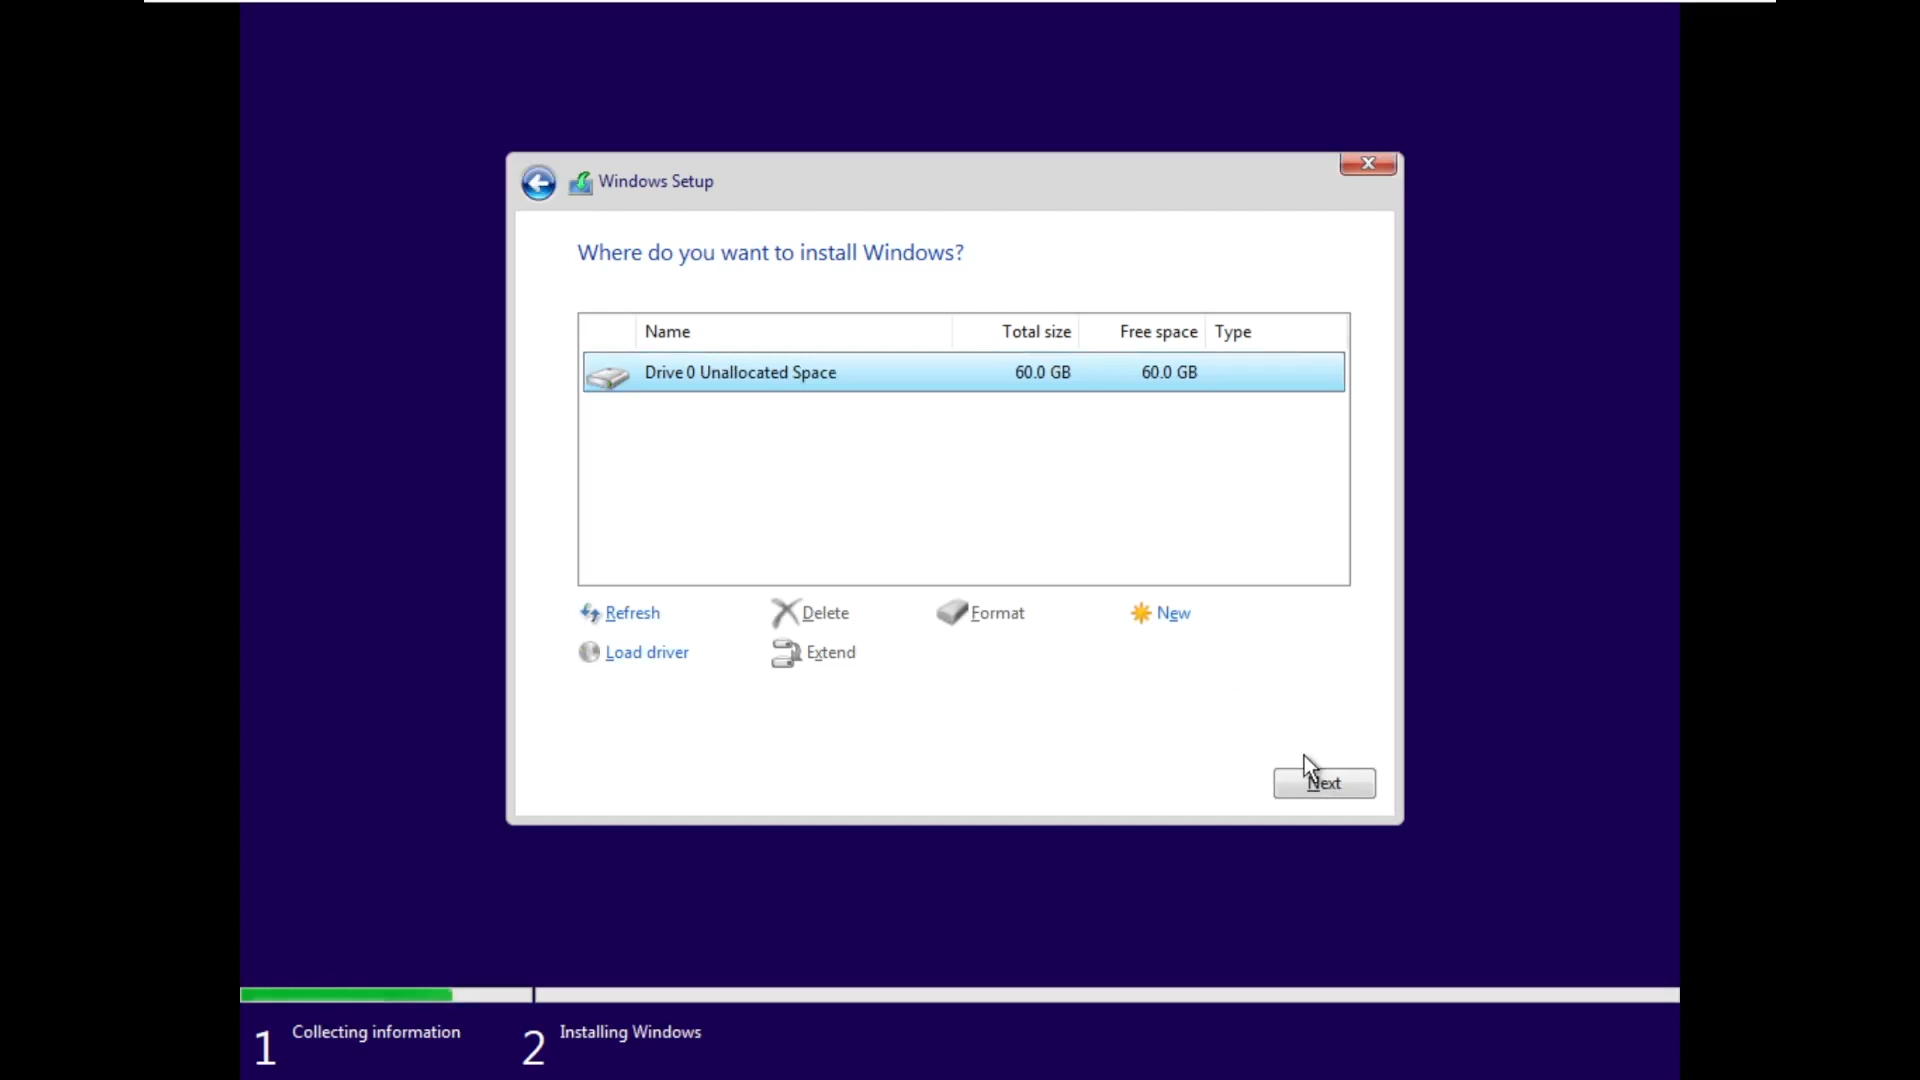 Windows Setup
Where do you want to install Windows?
Name Total size Free space Type
Drive 0 Unallocated Space 60.0 GB 60.0 GB
Refresh Delete Format New
Load driver Extend
Next
1 Collecting information 2 Installing Windows